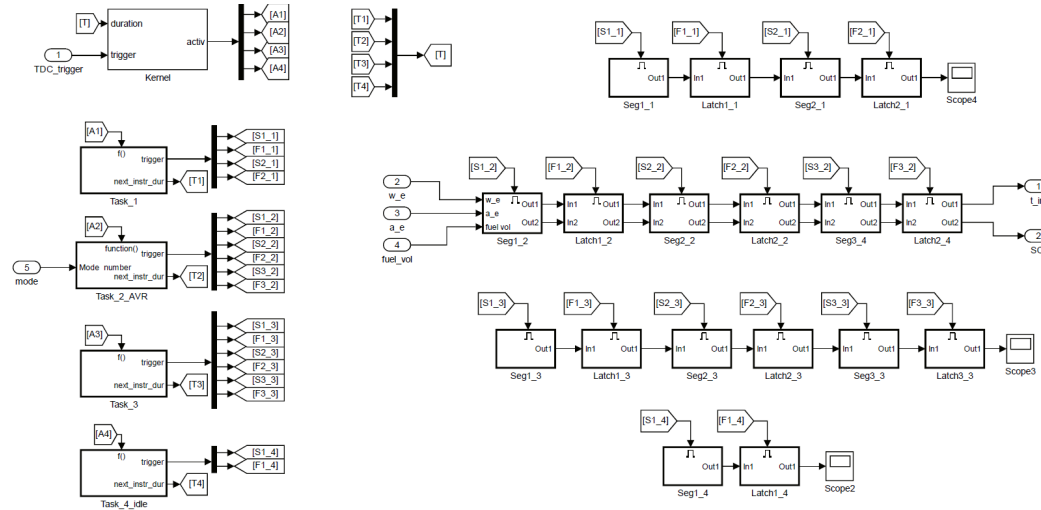 [T]
duration
trigger
activ
Kernel
1
TDC_trigger
[A1]
[A2]
[A3]
[A4]
[T1]
[T2]
[T3]
[T4]
[T]
[S1_1]
[F1_1]
[S2_1]
[F2_1]
Out1
Seg1_1
In1
Out1
Latch1_1
In1
Out1
Seg2_1
In1
Out1
Latch2_1
Scope4
[A1]
f()
trigger
next_instr_dur
Task_1
[T1]
[S1_1]
[F1_1]
[S2_1]
[F2_1]
[A2]
function()
trigger
Mode number
next_instr_dur
Task_2_AVR
5
mode
[T2]
[S1_2]
[F1_2]
[S2_2]
[F2_2]
[S3_2]
[F3_2]
2
w_e
3
a_e
4
fuel_vol
[S1_2]
[F1_2]
[S2_2]
[F2_2]
[S3_2]
[F3_2]
w_e
a_e
fuel vol
Out1
Out2
Seg1_2
In1
In2
Out1
Out2
Latch1_2
In1
In2
Out1
Out2
Seg2_2
In1
In2
Out1
Out2
Latch2_2
In1
In2
Out1
Out2
Seg3_4
In1
In2
Out1
Out2
Latch2_4
1
t_in
2
SO
[A3]
f()
trigger
next_instr_dur
Task_3
[T3]
[S1_3]
[F1_3]
[S2_3]
[F2_3]
[S3_3]
[F3_3]
[S1_3]
[F1_3]
[S2_3]
[F2_3]
[S3_3]
[F3_3]
Out1
Seg1_3
In1
Out1
Latch1_3
In1
Out1
Seg2_3
In1
Out1
Latch2_3
In1
Out1
Seg3_3
In1
Out1
Latch3_3
Scope3
[A4]
f()
trigger
next_instr_dur
Task_4_idle
[T4]
[S1_4]
[F1_4]
[S1_4]
[F1_4]
Out1
Seg1_4
In1
Out1
Latch1_4
Scope2